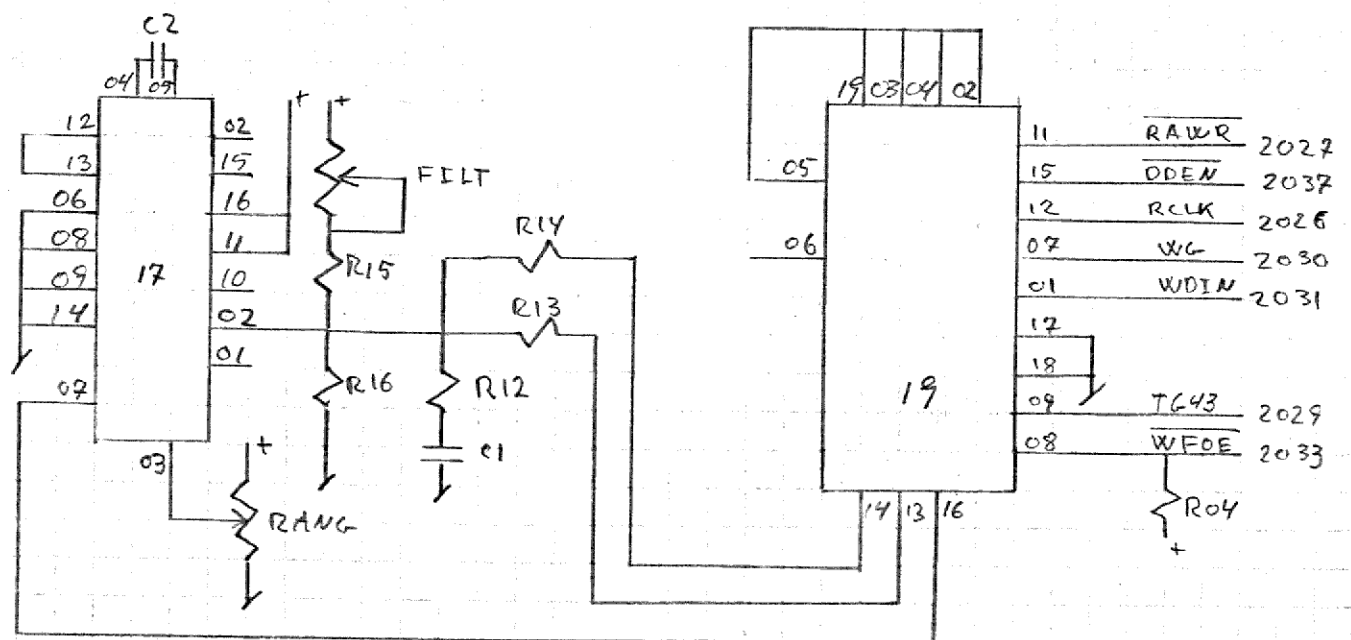 C2
04 05
12 02
13 15
06 16
08 11
09 10
14 02
01
07
03
17
+ +
FILT
R15
R16
R14
R13
R12
C1
+
RANG
19 03 04 02
05
06
19
11 RAWR 2027
15 DDEN 2037
12 RCLK 2026
07 WG 2030
01 WDIN 2031
17
18
09 TG43 2029
08 WFOE 2033
14 13 16
R04
+